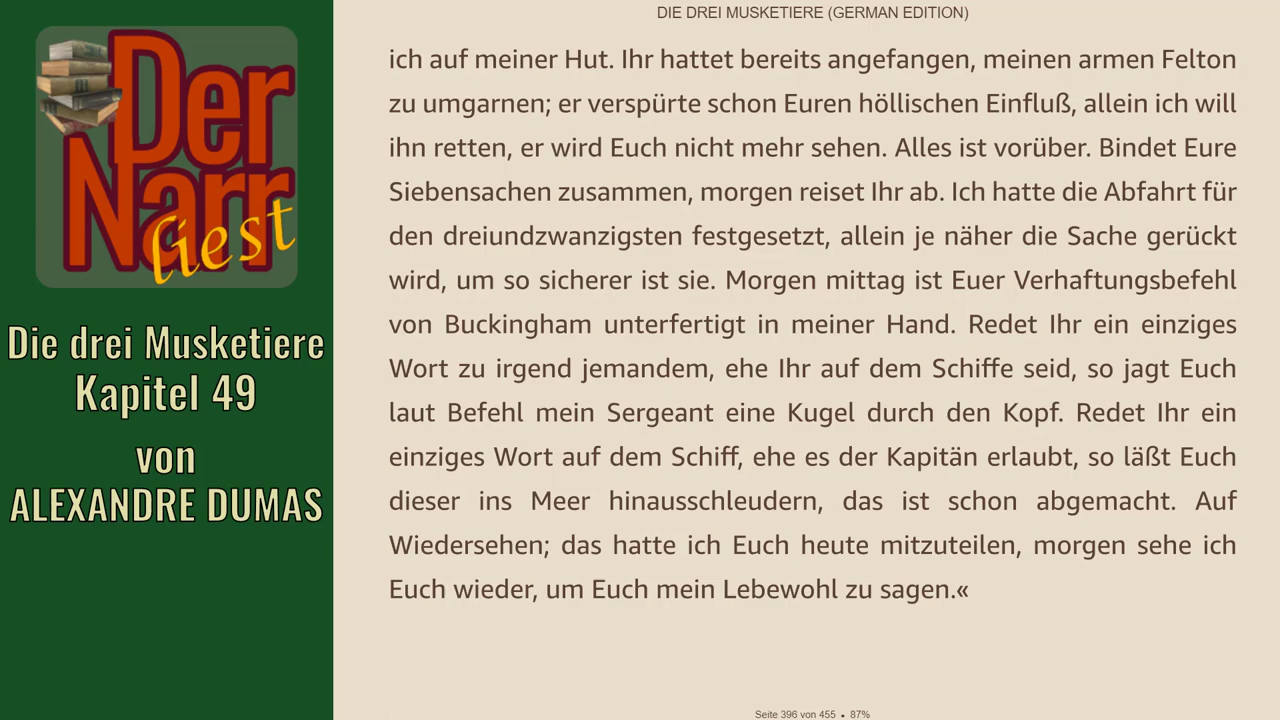 Der
Narr
liest
Die drei Musketiere
Kapitel 49
von
ALEXANDRE DUMAS
DIE DREI MUSKETIERE (GERMAN EDITION)
ich auf meiner Hut. Ihr hattet bereits angefangen, meinen armen Felton
zu umgarnen; er verspürte schon Euren höllischen Einfluß, allein ich will
ihn retten, er wird Euch nicht mehr sehen. Alles ist vorüber. Bindet Eure
Siebensachen zusammen, morgen reiset Ihr ab. Ich hatte die Abfahrt für
den dreiundzwanzigsten festgesetzt, allein je näher die Sache gerückt
wird, um so sicherer ist sie. Morgen mittag ist Euer Verhaftungsbefehl
von Buckingham unterfertigt in meiner Hand. Redet Ihr ein einziges
Wort zu irgend jemandem, ehe Ihr auf dem Schiffe seid, so jagt Euch
laut Befehl mein Sergeant eine Kugel durch den Kopf. Redet Ihr ein
einziges Wort auf dem Schiff, ehe es der Kapitän erlaubt, so läßt Euch
dieser ins Meer hinausschleudern, das ist schon abgemacht. Auf
Wiedersehen; das hatte ich Euch heute mitzuteilen, morgen sehe ich
Euch wieder, um Euch mein Lebewohl zu sagen.«
Seite 396 von 455 • 87%